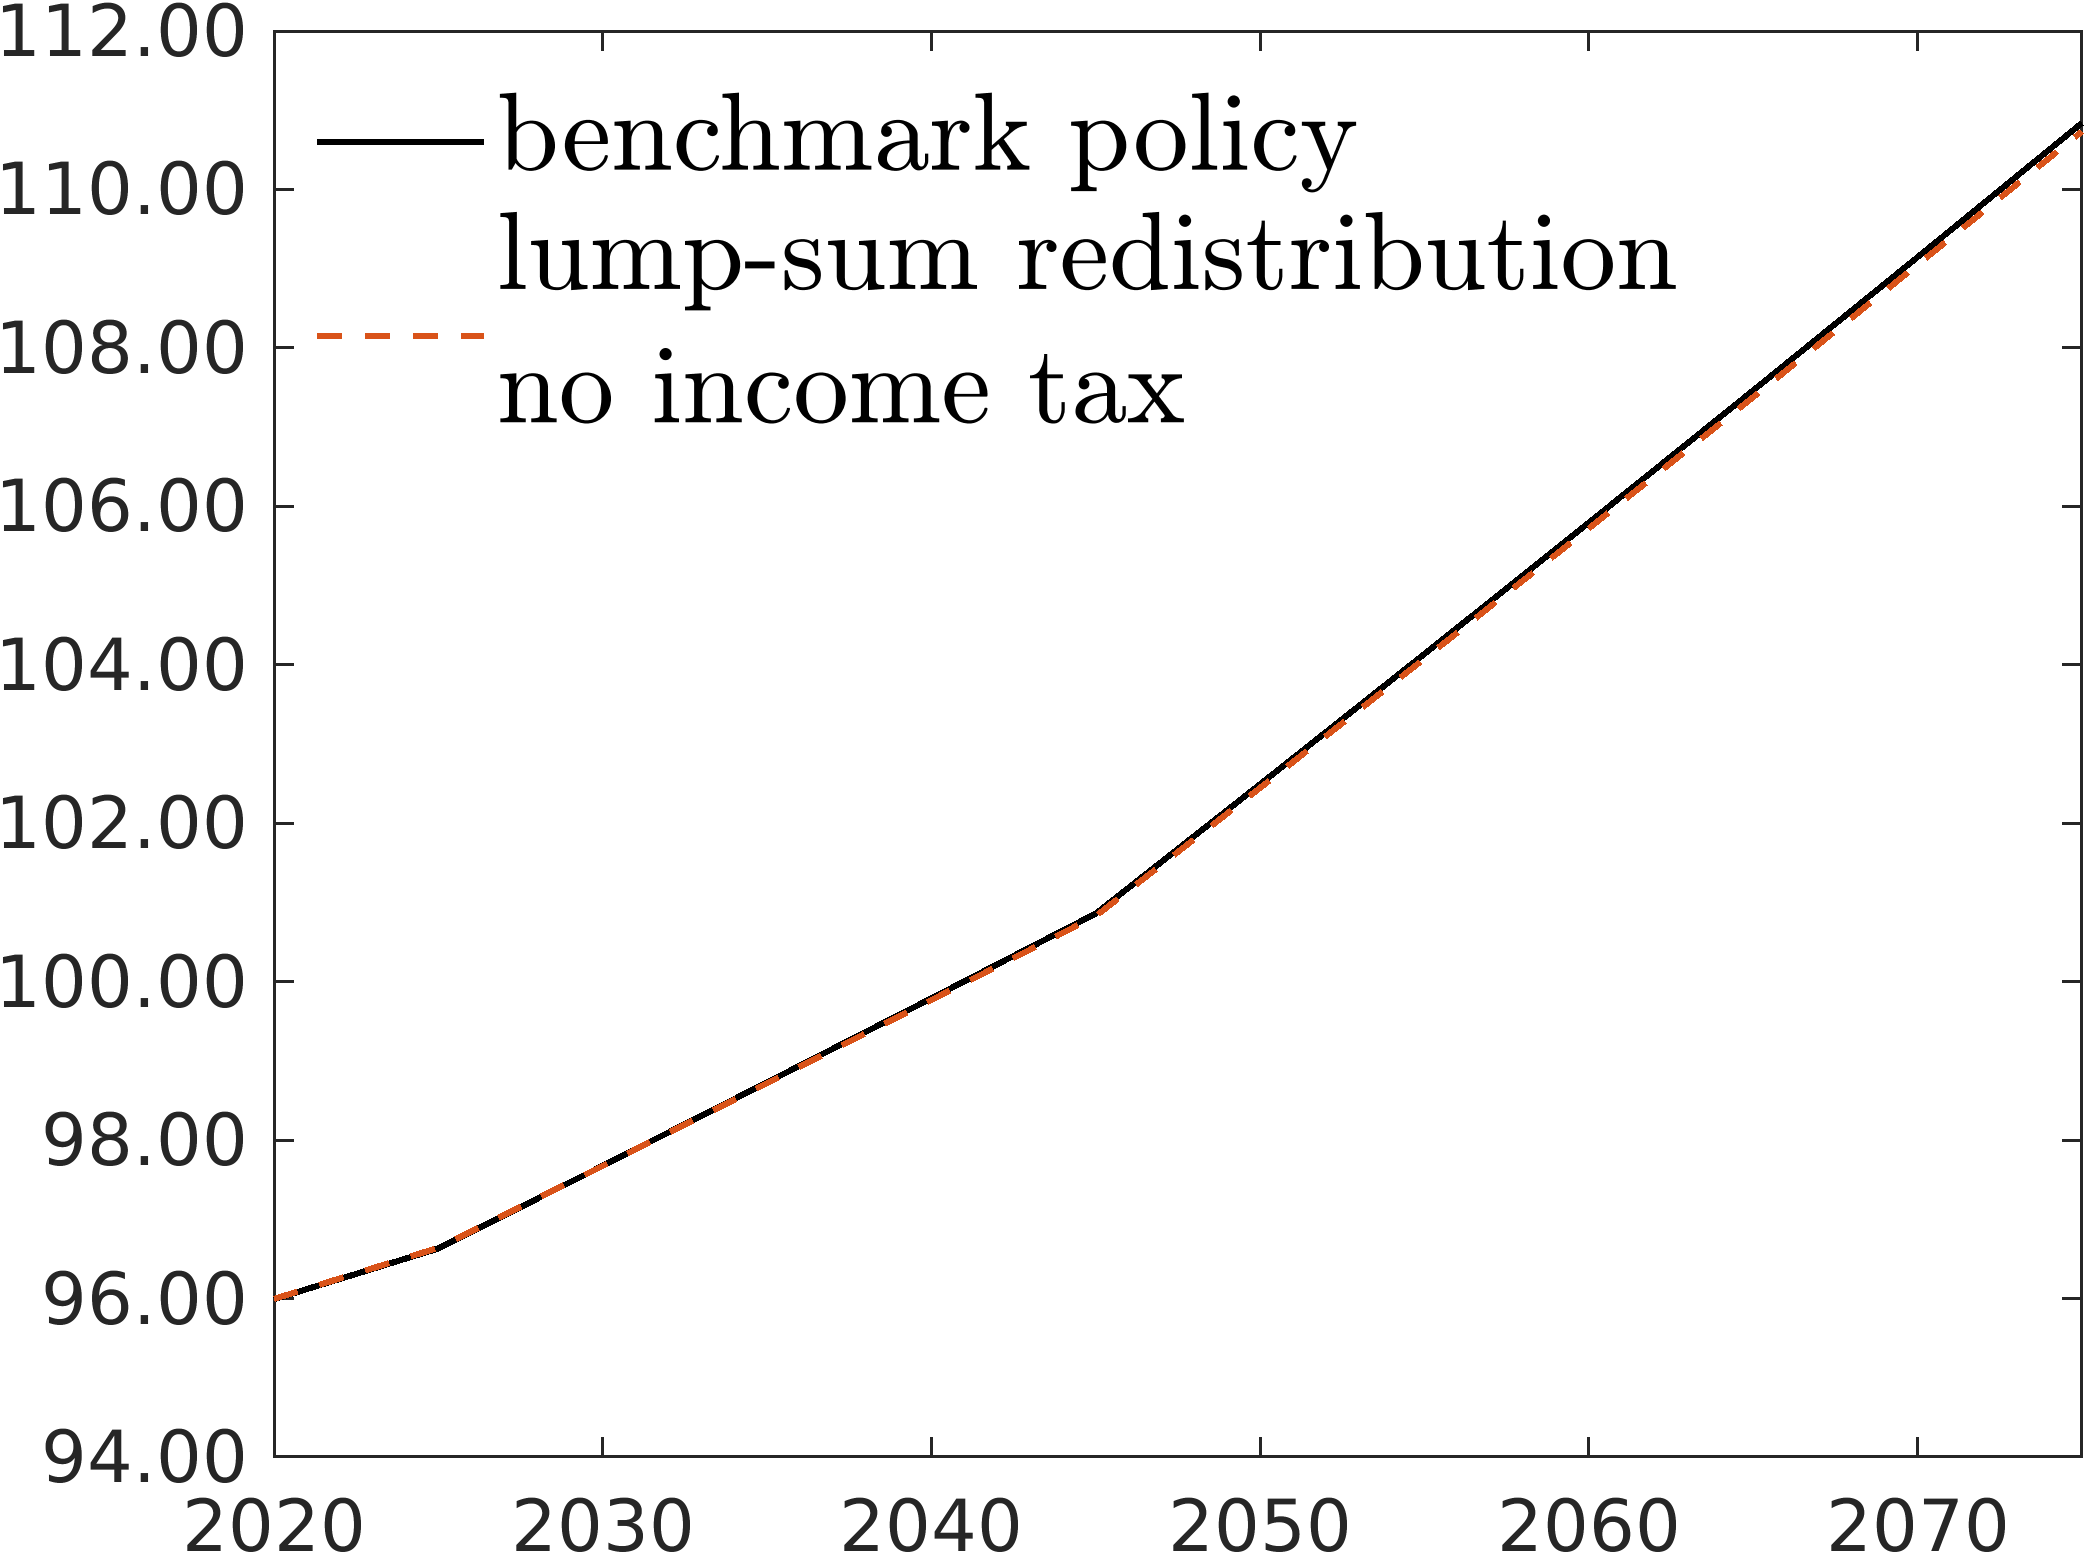 112.00
benchmark policy
110.00
lump-sum redistribution
108.00
no income tax
106.00
104.00
102.00
100.00
98.00
96.00
94.00
2020 2030 2040 2050 2060 2070